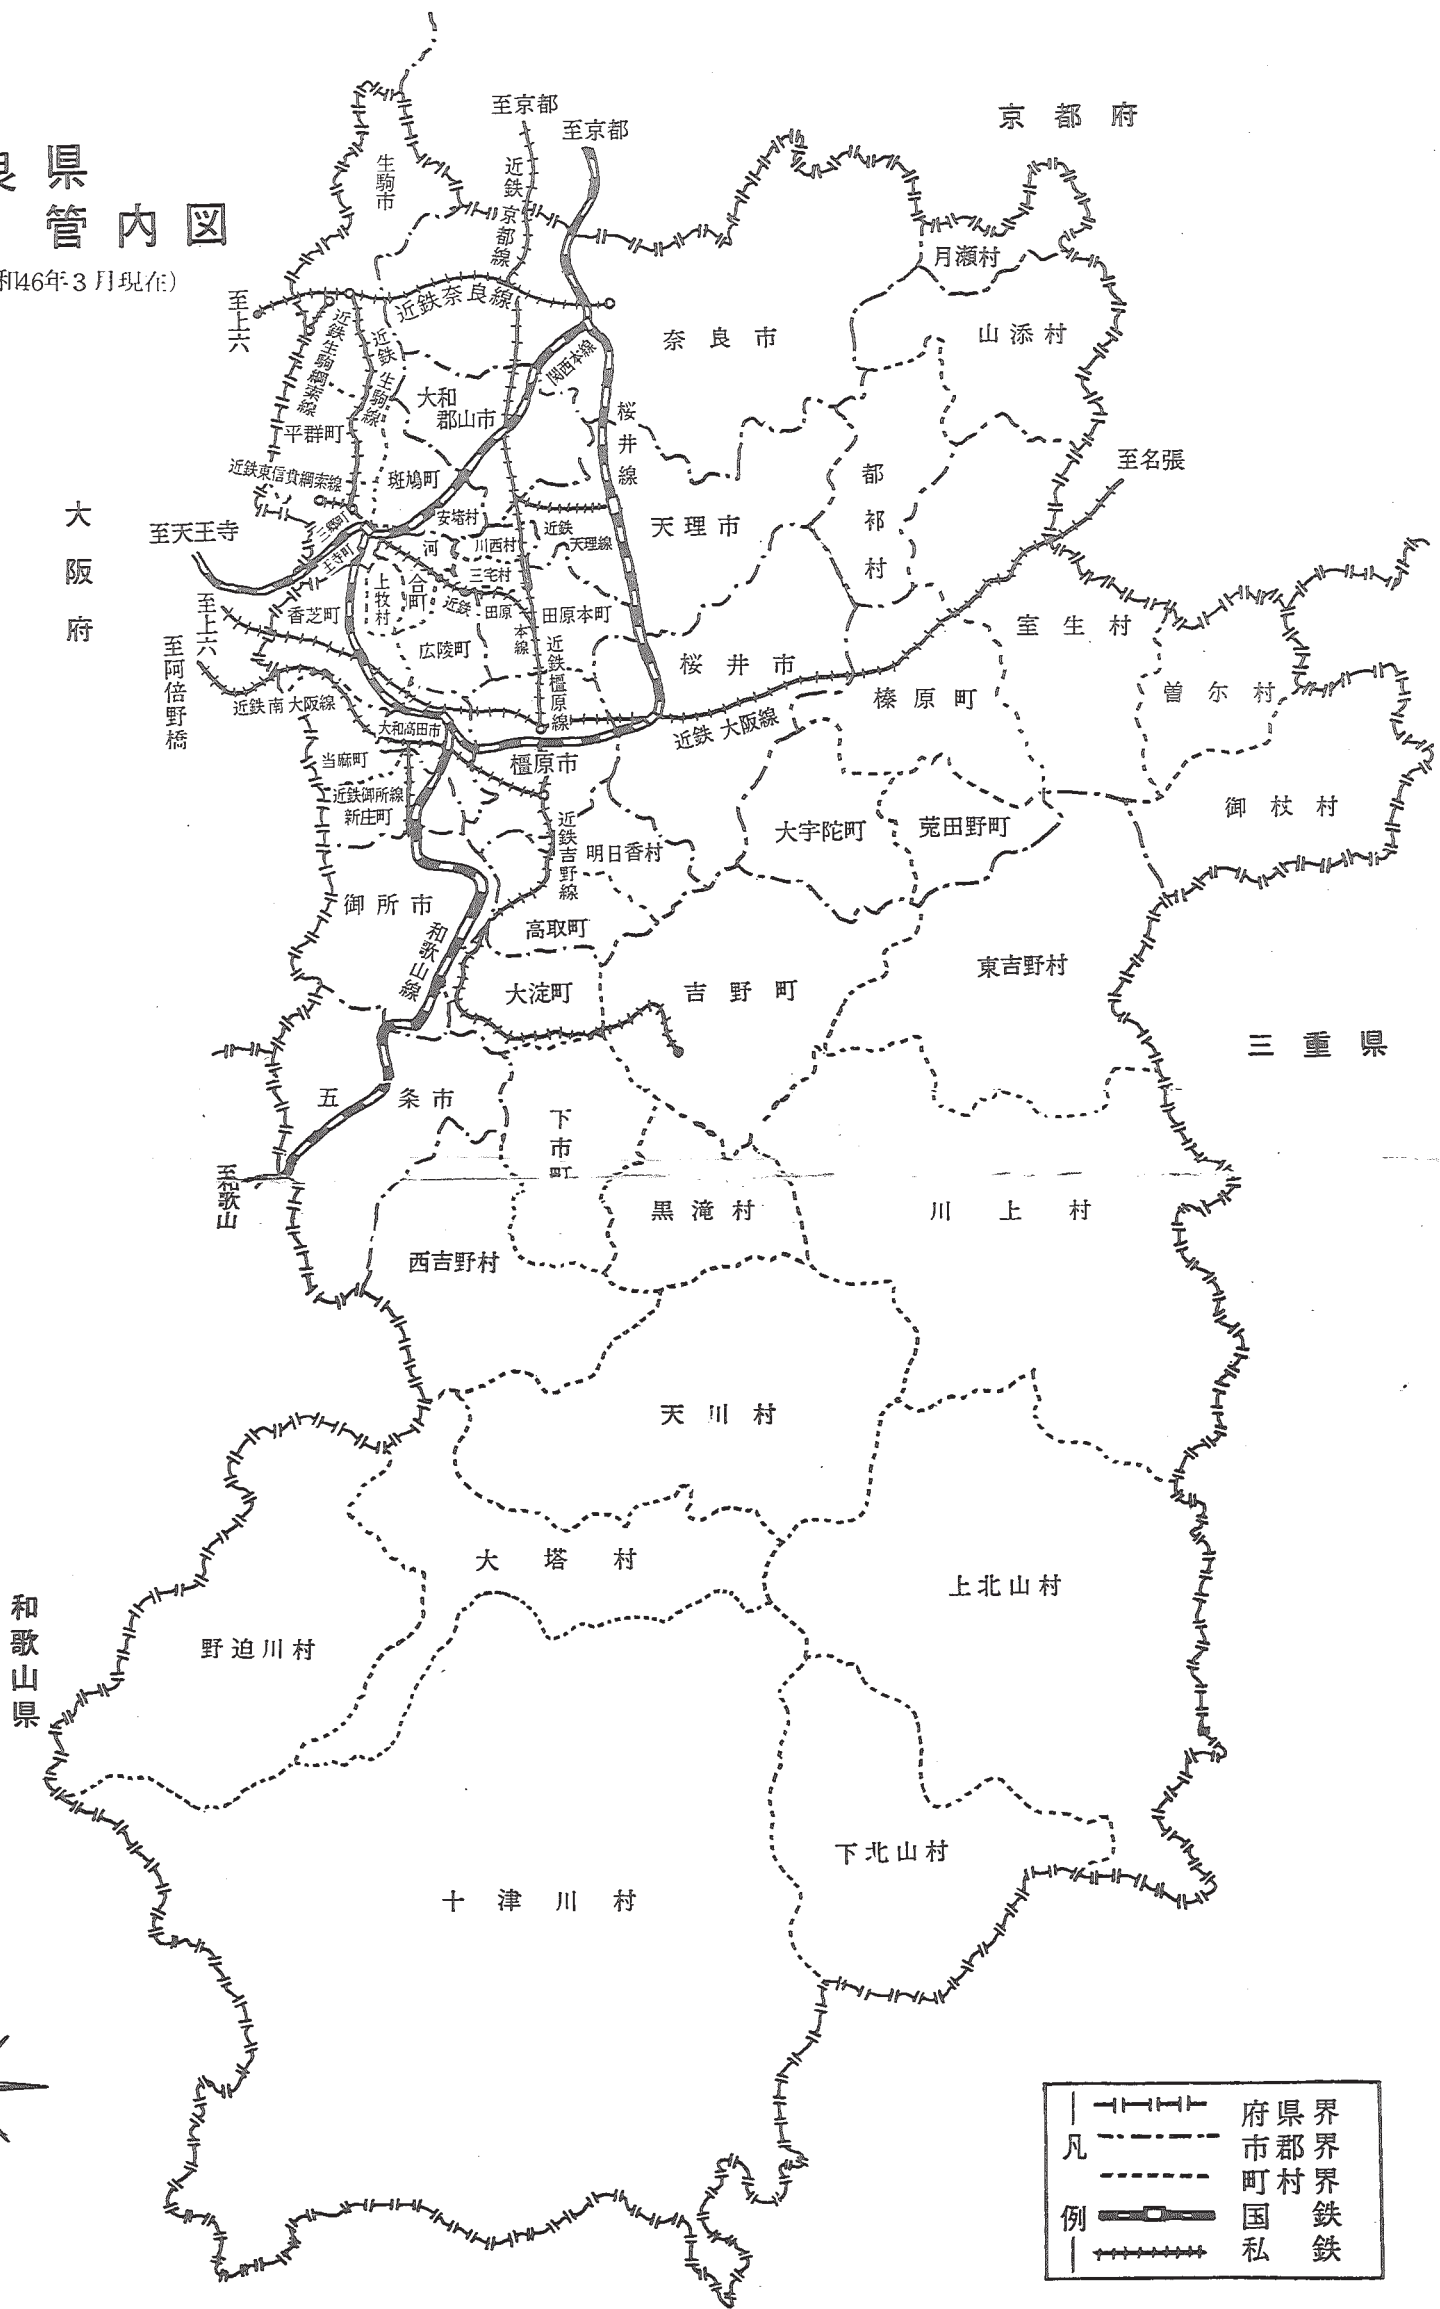 県
管内図
和46年3月現在)
京都府
大阪府
三重県
和歌山県
至京都
至京都
近鉄京都線
生駒市
至上六
近鉄奈良線
近鉄生駒鋼索線
近鉄生駒線
関西本線
桜井線
奈良市
月瀬村
山添村
大和
郡山市
平群町
近鉄東信貴鋼索線
斑鳩町
三郷町
王寺町
至天王寺
安堵村
川西村
近鉄
天理線
天理市
都祁村
至名張
河合町
三宅村
上牧村
近鉄
田原
本線
田原本町
香芝町
至上六
広陵町
近鉄橿原線
桜井市
室生村
曽尓村
榛原町
至阿倍野橋
近鉄南大阪線
大和高田市
近鉄大阪線
橿原市
当麻町
近鉄御所線
新庄町
近鉄吉野線
明日香村
大宇陀町
菟田野町
御杖村
御所市
和歌山線
高取町
大淀町
吉野町
東吉野村
五条市
下市町
至和歌山
黒滝村
川上村
西吉野村
天川村
大塔村
上北山村
野迫川村
下北山村
十津川村
凡例
府県界
市郡界
町村界
国鉄
私鉄